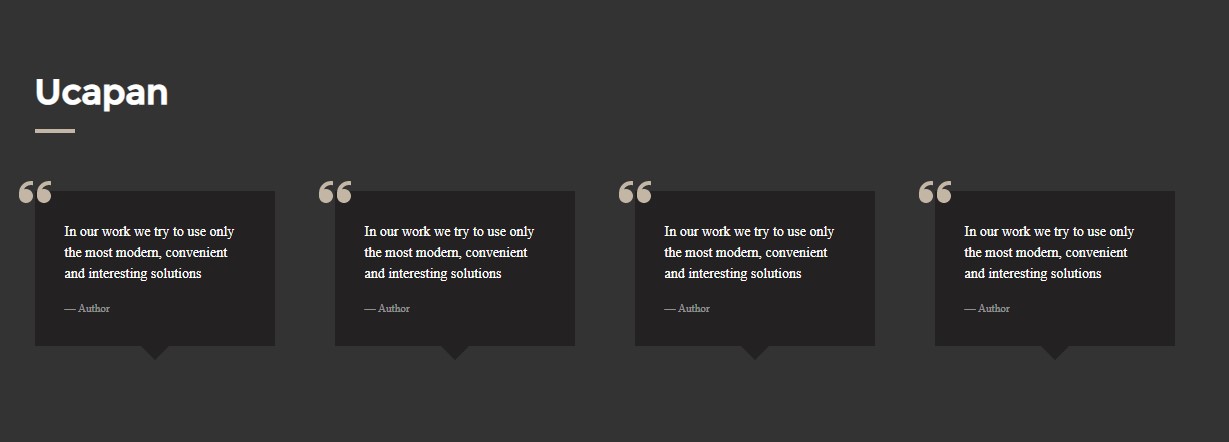 Ucapan
“
In our work we try to use only
the most modern, convenient
and interesting solutions
— Author
“
In our work we try to use only
the most modern, convenient
and interesting solutions
— Author
“
In our work we try to use only
the most modern, convenient
and interesting solutions
— Author
“
In our work we try to use only
the most modern, convenient
and interesting solutions
— Author